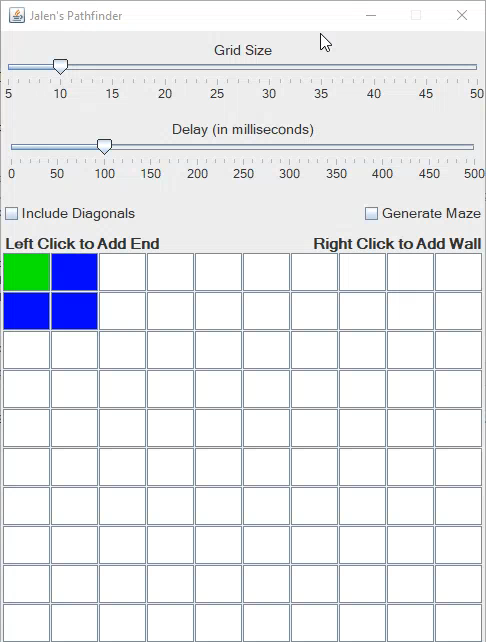 Jalen's Pathfinder
Grid Size
5 10 15 20 25 30 35 40 45 50
Delay (in milliseconds)
0 50 100 150 200 250 300 350 400 450 500
Include Diagonals
Generate Maze
Left Click to Add End
Right Click to Add Wall